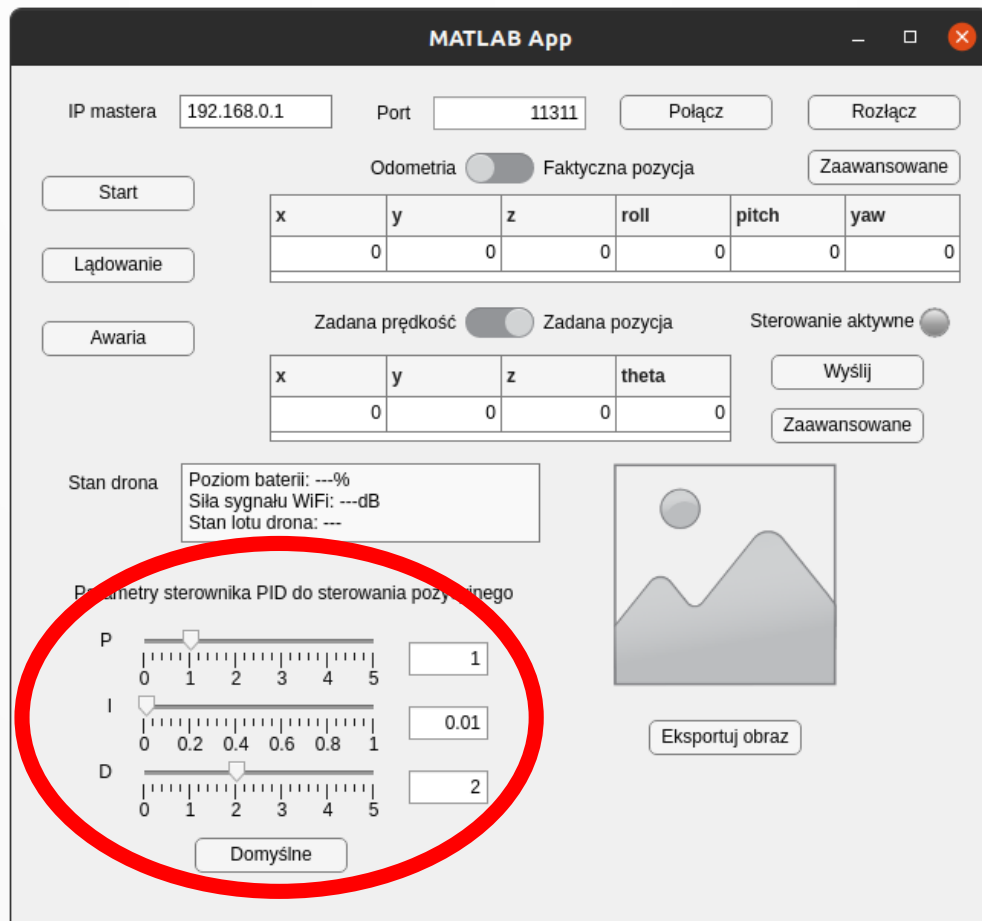 MATLAB App
IP mastera 192.168.0.1 Port 11311 Połącz Rozłącz
Odometria Faktyczna pozycja Zaawansowane
Start
x y z roll pitch yaw
0 0 0 0 0 0
Lądowanie
Zadana prędkość Zadana pozycja Sterowanie aktywne
Awaria
x y z theta Wyślij
0 0 0 0
Zaawansowane
Stan drona
Poziom baterii: ---%
Siła sygnału WiFi: ---dB
Stan lotu drona: ---
Parametry sterownika PID do sterowania pozycyjnego
P 1
0 1 2 3 4 5
I 0.01
0 0.2 0.4 0.6 0.8 1
Eksportuj obraz
D 2
0 1 2 3 4 5
Domyślne